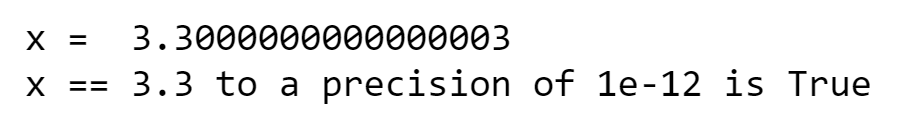 x =  3.3000000000000003
x == 3.3 to a precision of 1e-12 is True